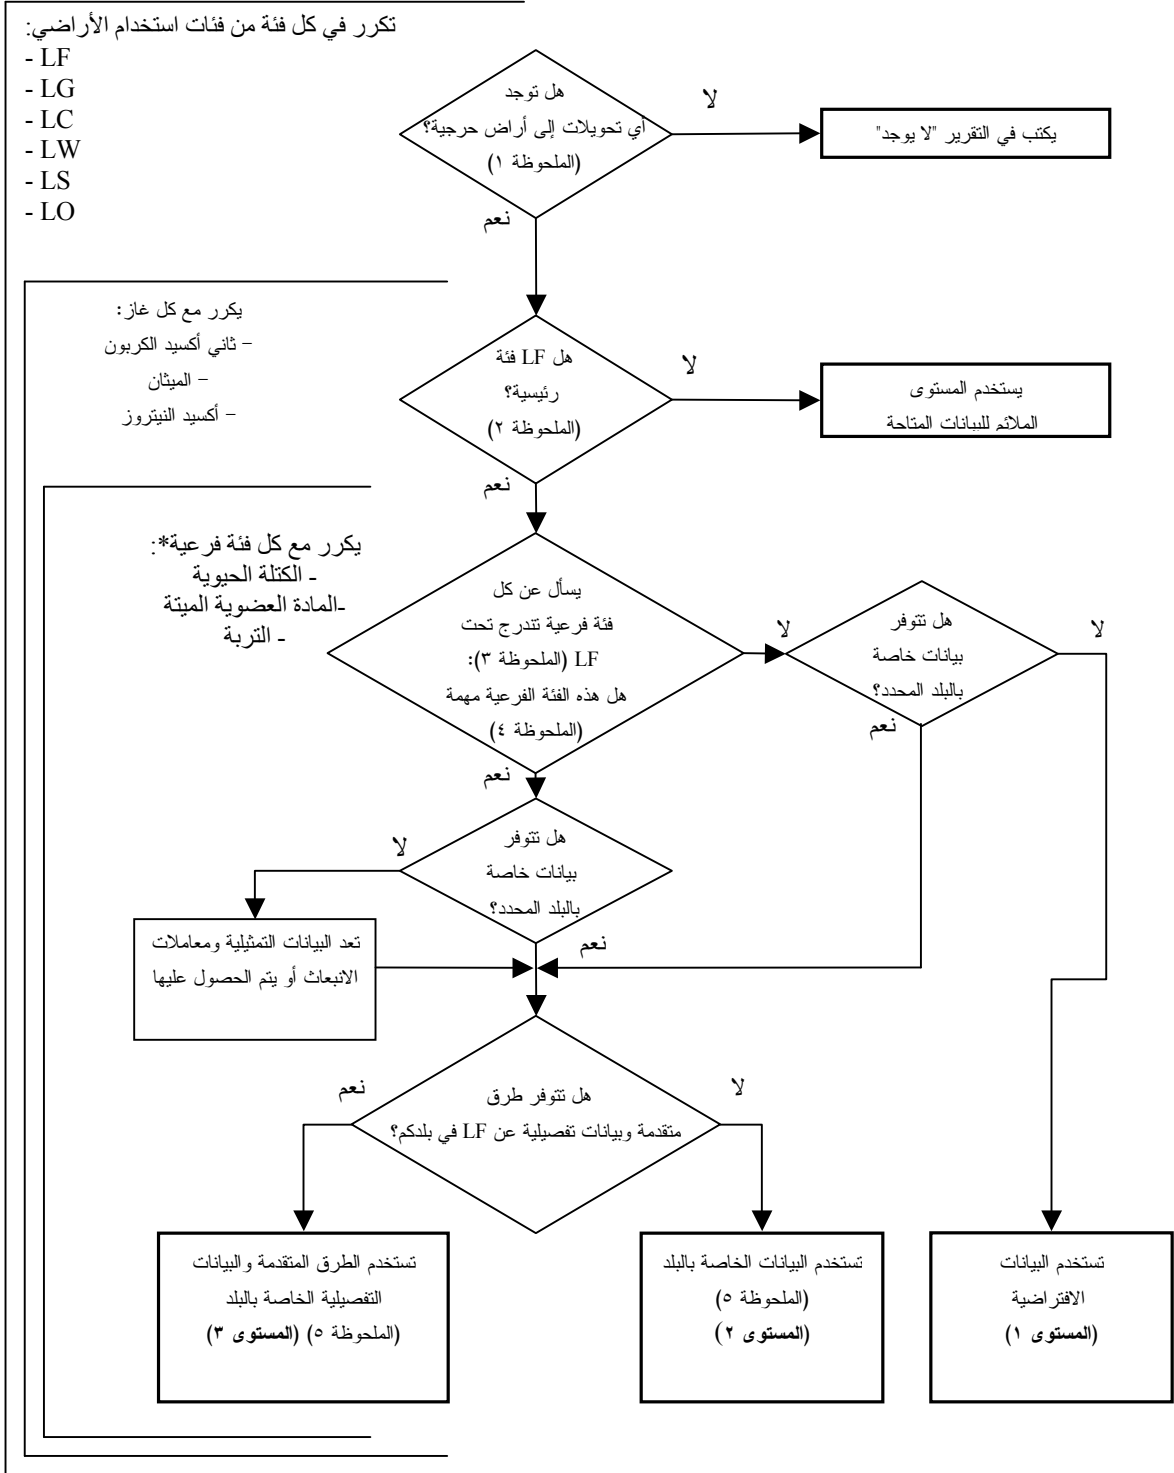 تكرر في كل فئة من فئات استخدام الأراضي:
- LF
- LG
- LC
- LW
- LS
- LO
هل توجد
أي تحويلات إلى أراض حرجية؟
(الملحوظة ١)
لا
يكتب في التقرير "لا يوجد"
نعم
يكرر مع كل غاز:
– ثاني أكسيد الكربون
– الميثان
– أكسيد النيتروز
هل LF فئة
رئيسية؟
(الملحوظة ٢)
لا
يستخدم المستوى
الملائم للبيانات المتاحة
نعم
يكرر مع كل فئة فرعية*:
- الكتلة الحيوية
-المادة العضوية الميتة
- التربة
يسأل عن كل
فئة فرعية تندرج تحت
LF (الملحوظة ٣):
هل هذه الفئة الفرعية مهمة
(الملحوظة ٤)
لا
هل تتوفر
بيانات خاصة
بالبلد المحدد؟
لا
نعم
نعم
هل تتوفر
بيانات خاصة
بالبلد المحدد؟
لا
نعم
تعد البيانات التمثيلية ومعاملات
الانبعاث أو يتم الحصول عليها
هل تتوفر طرق
متقدمة وبيانات تفصيلية عن LF في بلدكم؟
نعم
لا
تستخدم الطرق المتقدمة والبيانات
التفصيلية الخاصة بالبلد
(الملحوظة ٥) (المستوى ٣)
تستخدم البيانات الخاصة بالبلد
(الملحوظة ٥)
(المستوى ٢)
تستخدم البيانات
الافتراضية
(المستوى ١)